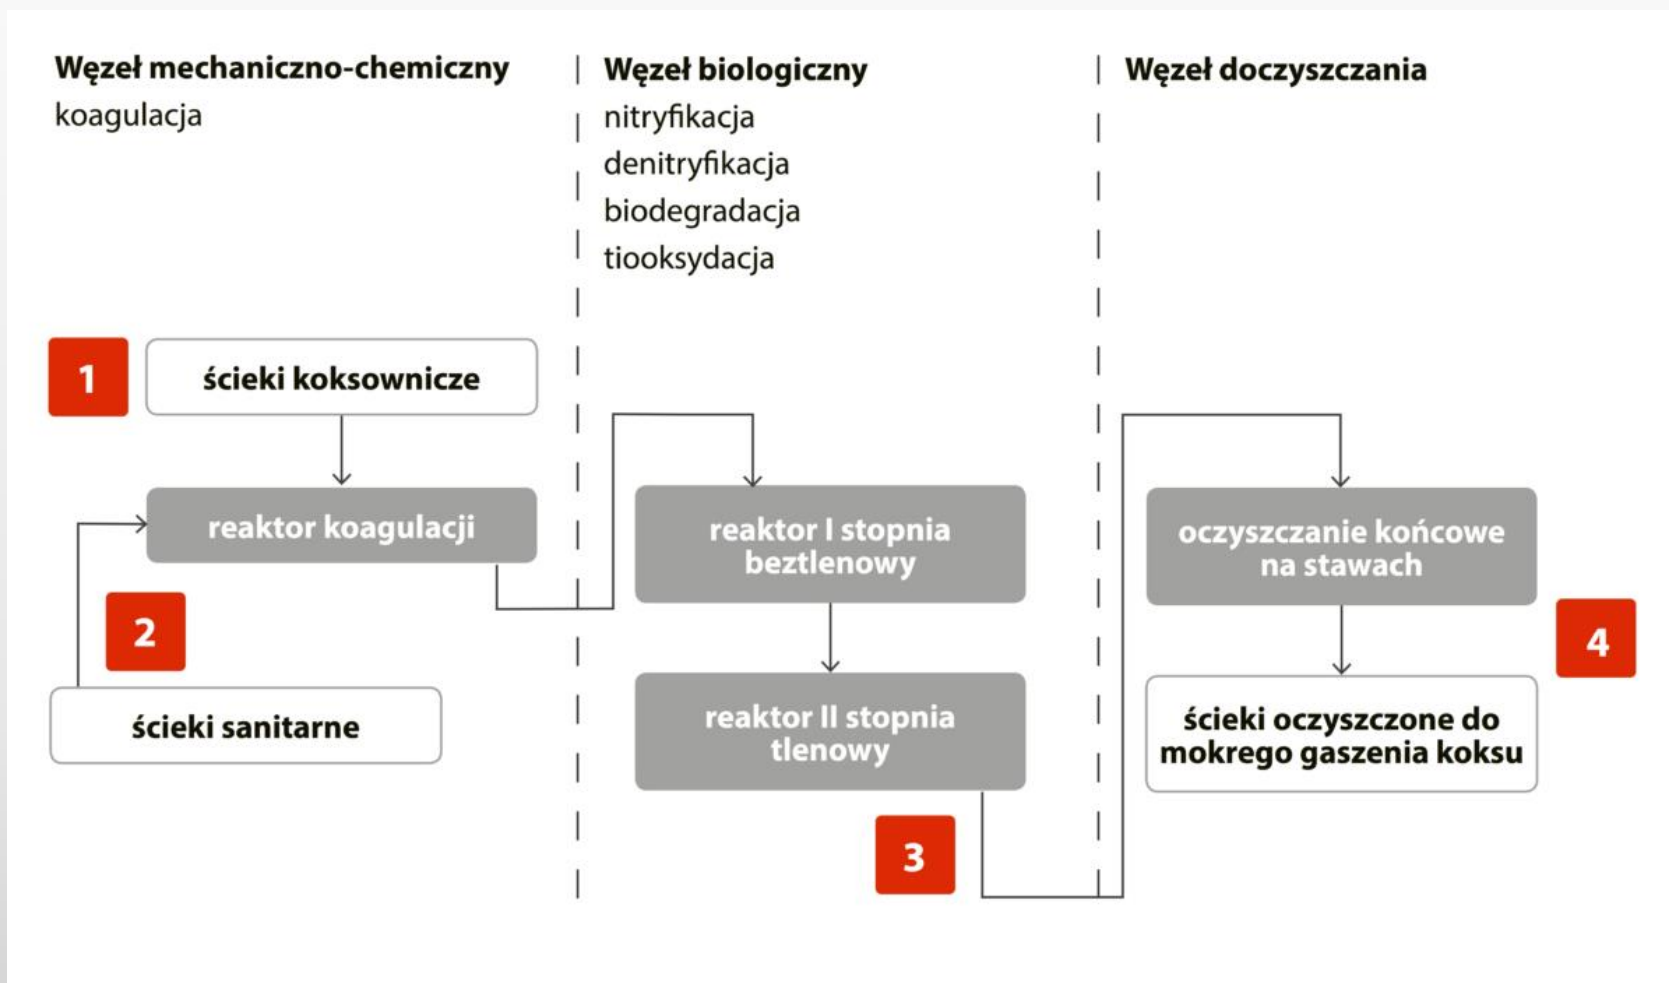 Węzeł mechaniczno-chemiczny
koagulacja
Węzeł biologiczny
nitryfikacja
denitryfikacja
biodegradacja
tiooksydacja
Węzeł doczyszczania
1
ścieki koksownicze
reaktor koagulacji
2
ścieki sanitarne
reaktor I stopnia
beztlenowy
reaktor II stopnia
tlenowy
3
oczyszczanie końcowe
na stawach
4
ścieki oczyszczone do
mokrego gaszenia koksu